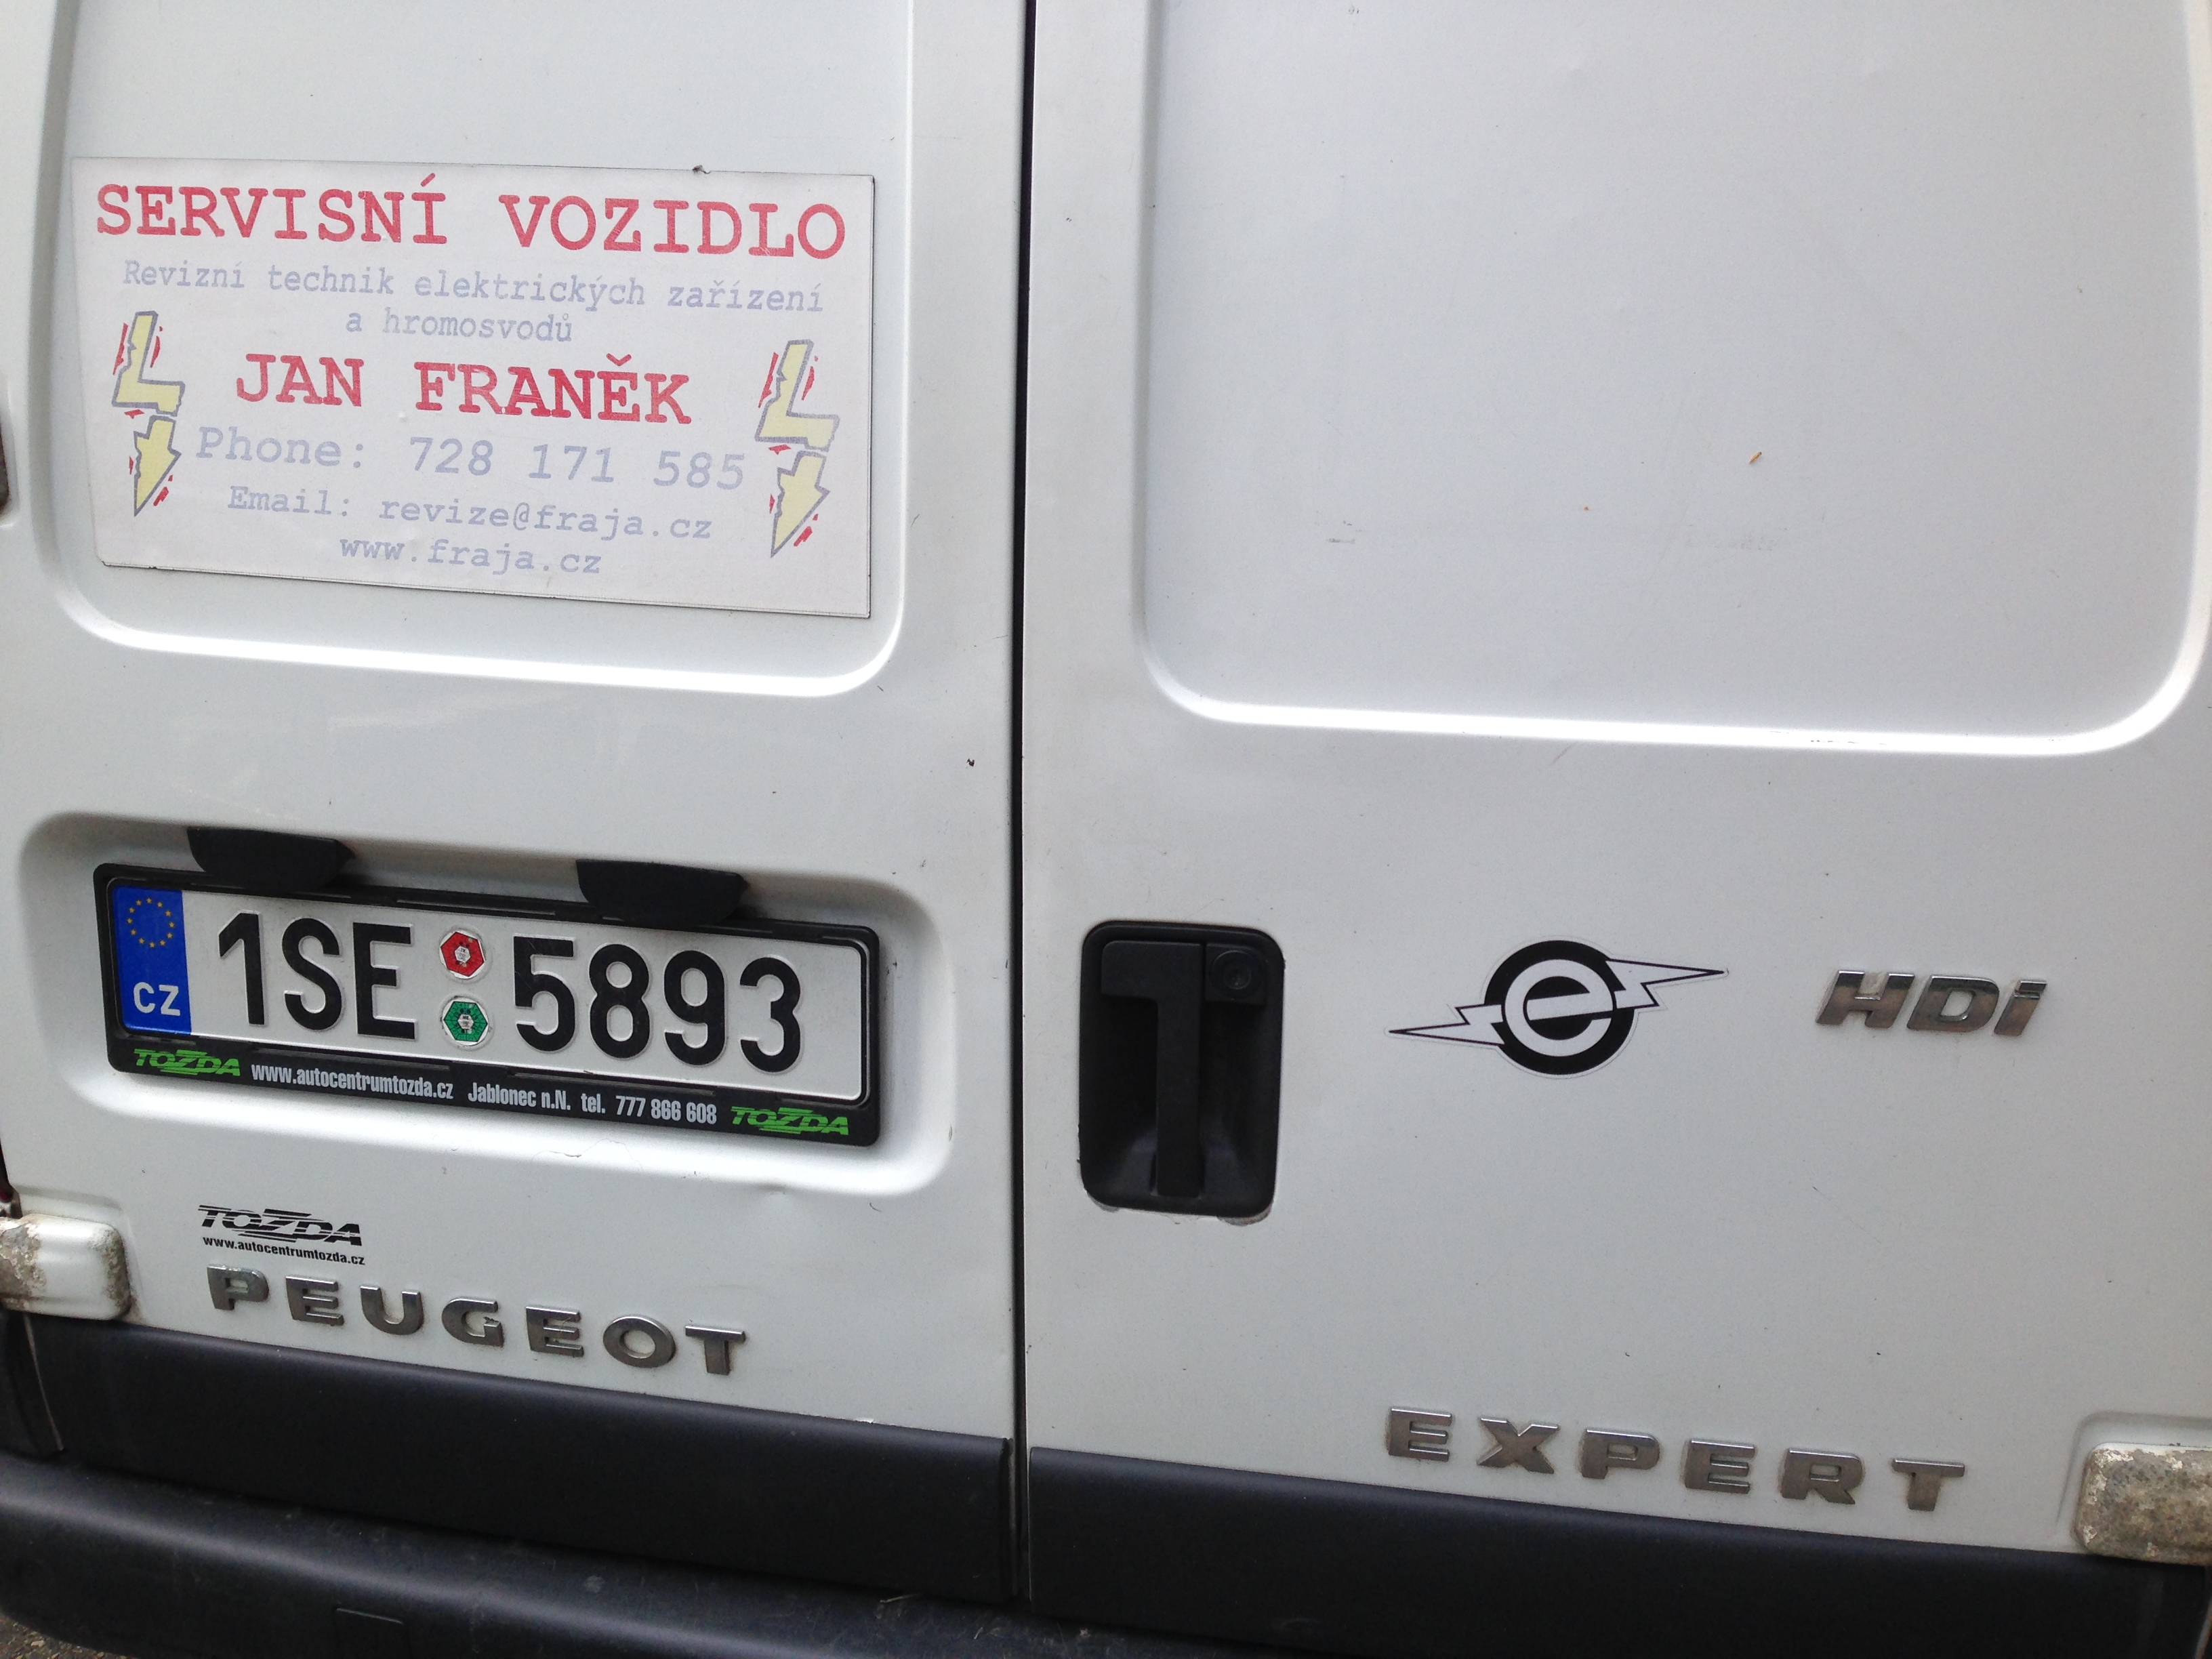 SERVISNÍ VOZIDLO
Revizní technik elektrických zařízení
a hromosvodů
JAN FRANĚK
Phone: 728 171 585
Email: revize@fraja.cz
www.fraja.cz
CZ
1SE 5893
TOZDA www.autocentrumtozda.cz Jablonec n.N. tel. 777 866 608 TOZDA
TOZDA
www.autocentrumtozda.cz
PEUGEOT
e
HDi
EXPERT